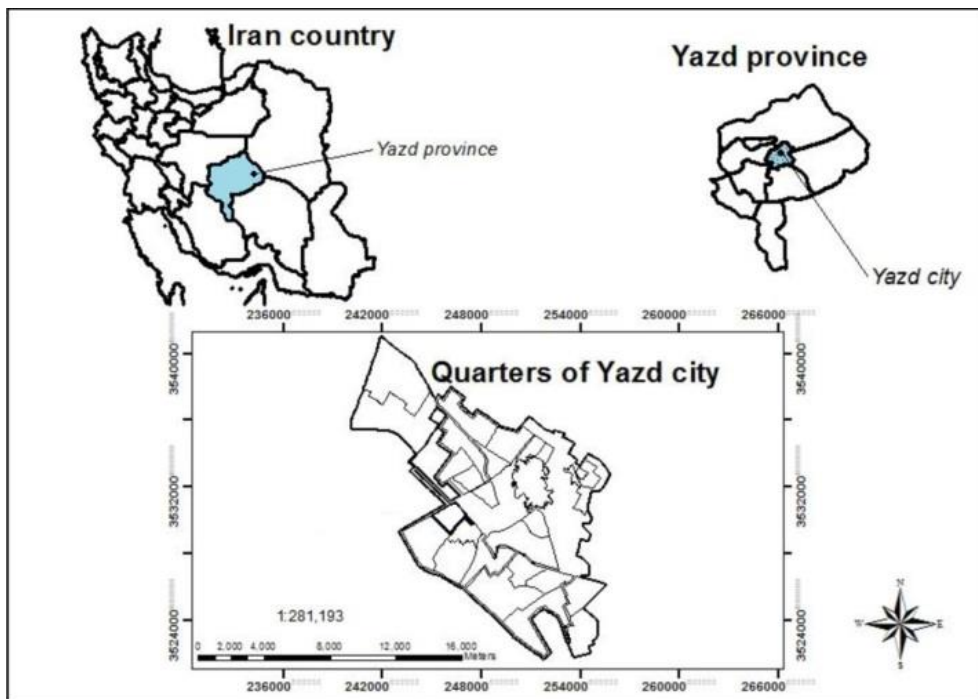 Iran country
Yazd province
Yazd province
Yazd city
236000 242000 248000 254000 260000 266000
Quarters of Yazd city
3540000
3540000
3532000
3532000
3524000
3524000
1:281,193
0 2,000 4,000 8,000 12,000 16,000
Meters
N
W E
S
236000 242000 248000 254000 260000 266000